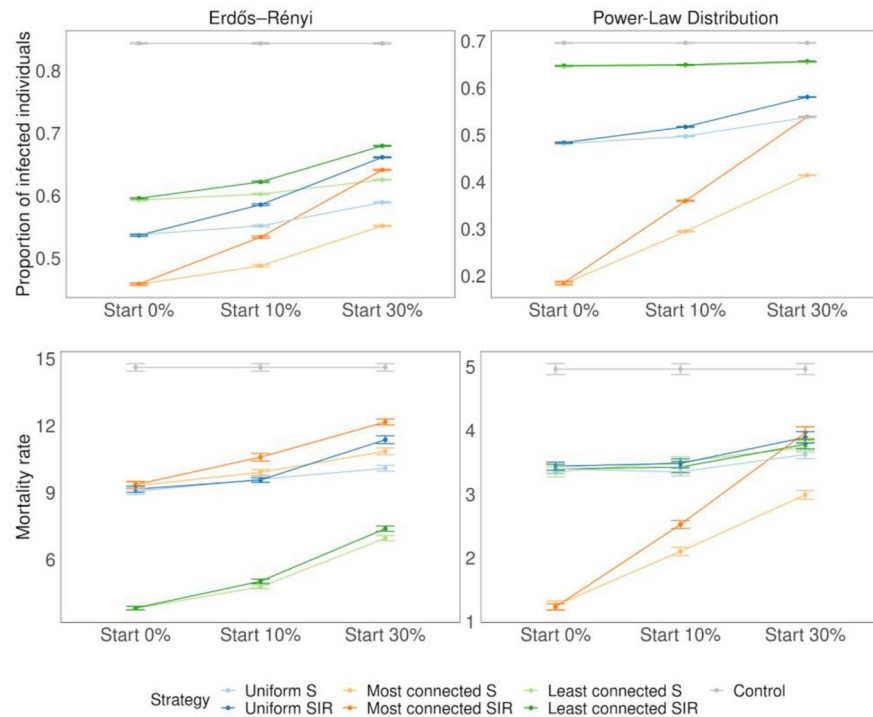 Erdős–Rényi
Power-Law Distribution
Proportion of infected individuals
0.8
0.7
0.6
0.5
0.7
0.6
0.5
0.4
0.3
0.2
Start 0% Start 10% Start 30%
Start 0% Start 10% Start 30%
Mortality rate
15
12
9
6
5
4
3
2
1
Start 0% Start 10% Start 30%
Start 0% Start 10% Start 30%
Strategy
Uniform S Most connected S Least connected S Control
Uniform SIR Most connected SIR Least connected SIR